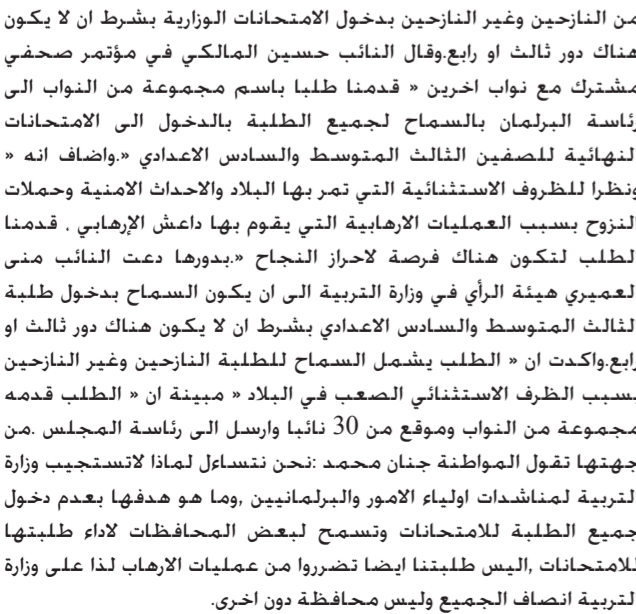 من النازحين وغير النازحين بدخول الامتحانات الوزارية بشرط ان لا يكون
هناك دور ثالث او رابع.وقال النائب حسين المالكي في مؤتمر صحفي
مشترك مع نواب اخرين « قدمنا طلبا باسم مجموعة من النواب الى
رئاسة البرلمان بالسماح لجميع الطلبة بالدخول الى الامتحانات
النهائية للصفين الثالث المتوسط والسادس الاعدادي «.واضاف انه «
ونظرا للظروف الاستثنائية التي تمر بها البلاد والاحداث الامنية وحملات
النزوح بسبب العمليات الارهابية التي يقوم بها داعش الإرهابي , قدمنا
الطلب لتكون هناك فرصة لاحراز النجاح «.بدورها دعت النائب منى
العميري هيئة الرأي في وزارة التربية الى ان يكون السماح بدخول طلبة
الثالث المتوسط والسادس الاعدادي بشرط ان لا يكون هناك دور ثالث او
رابع.واكدت ان « الطلب يشمل السماح للطلبة النازحين وغير النازحين
بسبب الظرف الاستثنائي الصعب في البلاد « مبينة ان « الطلب قدمه
مجموعة من النواب وموقع من 30 نائبا وارسل الى رئاسة المجلس .من
جهتها تقول المواطنة جنان محمد :نحن نتساءل لماذا لاتستجيب وزارة
التربية لمناشدات اولياء الامور والبرلمانيين ,وما هو هدفها بعدم دخول
جميع الطلبة للامتحانات وتسمح لبعض المحافظات لاداء طلبتها
للامتحانات ,اليس طلبتنا ايضا تضرروا من عمليات الارهاب لذا على وزارة
التربية انصاف الجميع وليس محافظة دون اخرى.